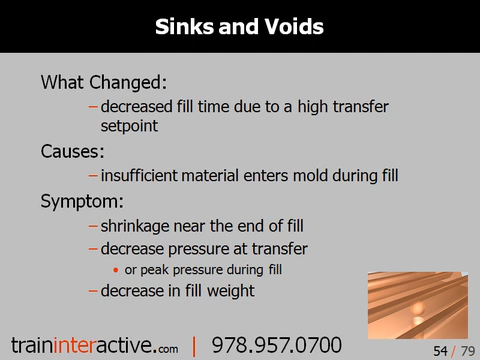 Sinks and Voids
What Changed:
– decreased fill time due to a high transfer
setpoint
Causes:
– insufficient material enters mold during fill
Symptom:
– shrinkage near the end of fill
– decrease pressure at transfer
• or peak pressure during fill
– decrease in fill weight
traininteractive.com | 978.957.0700
54 / 79